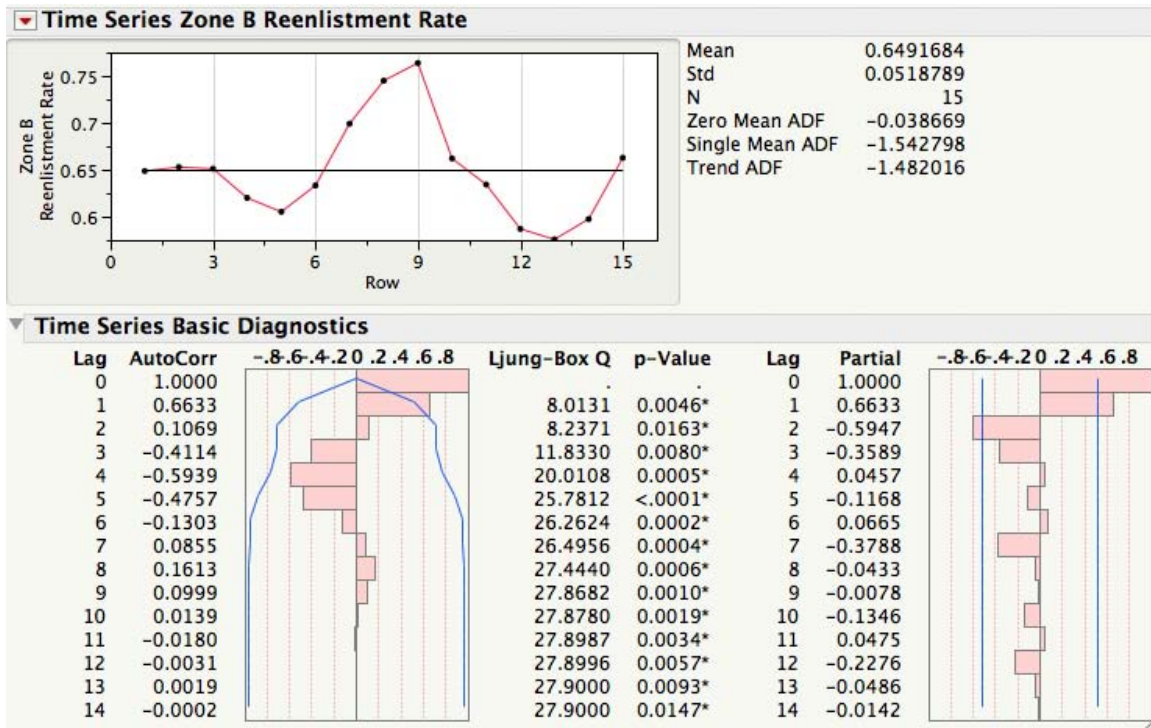 Time Series Zone B Reenlistment Rate
Zone B
Reenlistment Rate
0.75
0.7
0.65
0.6
0 3 6 9 12 15
Row
Mean 0.6491684
Std 0.0518789
N 15
Zero Mean ADF -0.038669
Single Mean ADF -1.542798
Trend ADF -1.482016
Time Series Basic Diagnostics
Lag AutoCorr -.8-.6-.4-.2 0 .2 .4 .6 .8 Ljung-Box Q p-Value Lag Partial -.8-.6-.4-.2 0 .2 .4 .6 .8
0 1.0000 . . 0 1.0000
1 0.6633 8.0131 0.0046* 1 0.6633
2 0.1069 8.2371 0.0163* 2 -0.5947
3 -0.4114 11.8330 0.0080* 3 -0.3589
4 -0.5939 20.0108 0.0005* 4 0.0457
5 -0.4757 25.7812 <.0001* 5 -0.1168
6 -0.1303 26.2624 0.0002* 6 0.0665
7 0.0855 26.4956 0.0004* 7 -0.3788
8 0.1613 27.4440 0.0006* 8 -0.0433
9 0.0999 27.8682 0.0010* 9 -0.0078
10 0.0139 27.8780 0.0019* 10 -0.1346
11 -0.0180 27.8987 0.0034* 11 0.0475
12 -0.0031 27.8996 0.0057* 12 -0.2276
13 0.0019 27.9000 0.0093* 13 -0.0486
14 -0.0002 27.9000 0.0147* 14 -0.0142